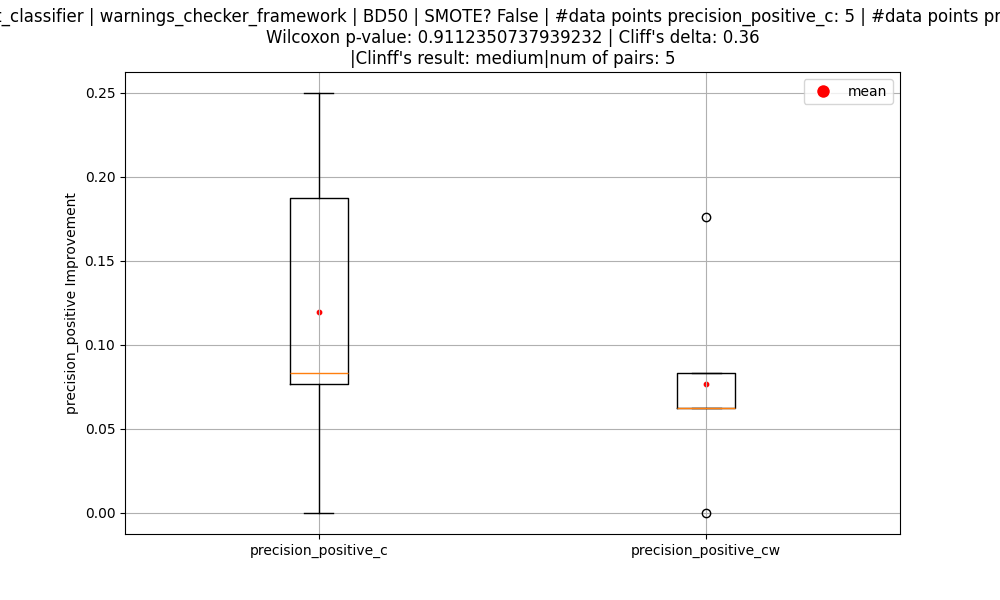 _classifier | warnings_checker_framework | BD50 | SMOTE? False | #data points precision_positive_c: 5 | #data points
Wilcoxon p-value: 0.9112350737939232 | Cliff's delta: 0.36
|Clinff's result: medium|num of pairs: 5
mean
0.25
0.20
0.15
0.10
0.05
0.00
precision_positive Improvement
precision_positive_c
precision_positive_cw